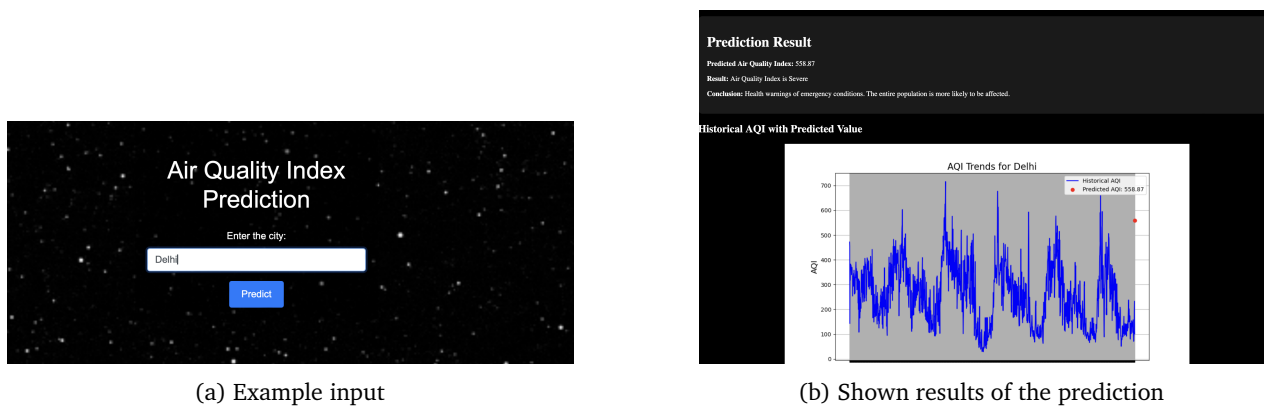 Air Quality Index
Prediction
Enter the city:
Delhi
Predict
(a) Example input
Prediction Result
Predicted Air Quality Index: 558.87
Result: Air Quality Index is Severe
Conclusion: Health warnings of emergency conditions. The entire population is more likely to be affected.
Historical AQI with Predicted Value
AQI Trends for Delhi
Historical AQI
Predicted AQI: 558.87
700
600
500
400
300
200
100
0
AQI
(b) Shown results of the prediction